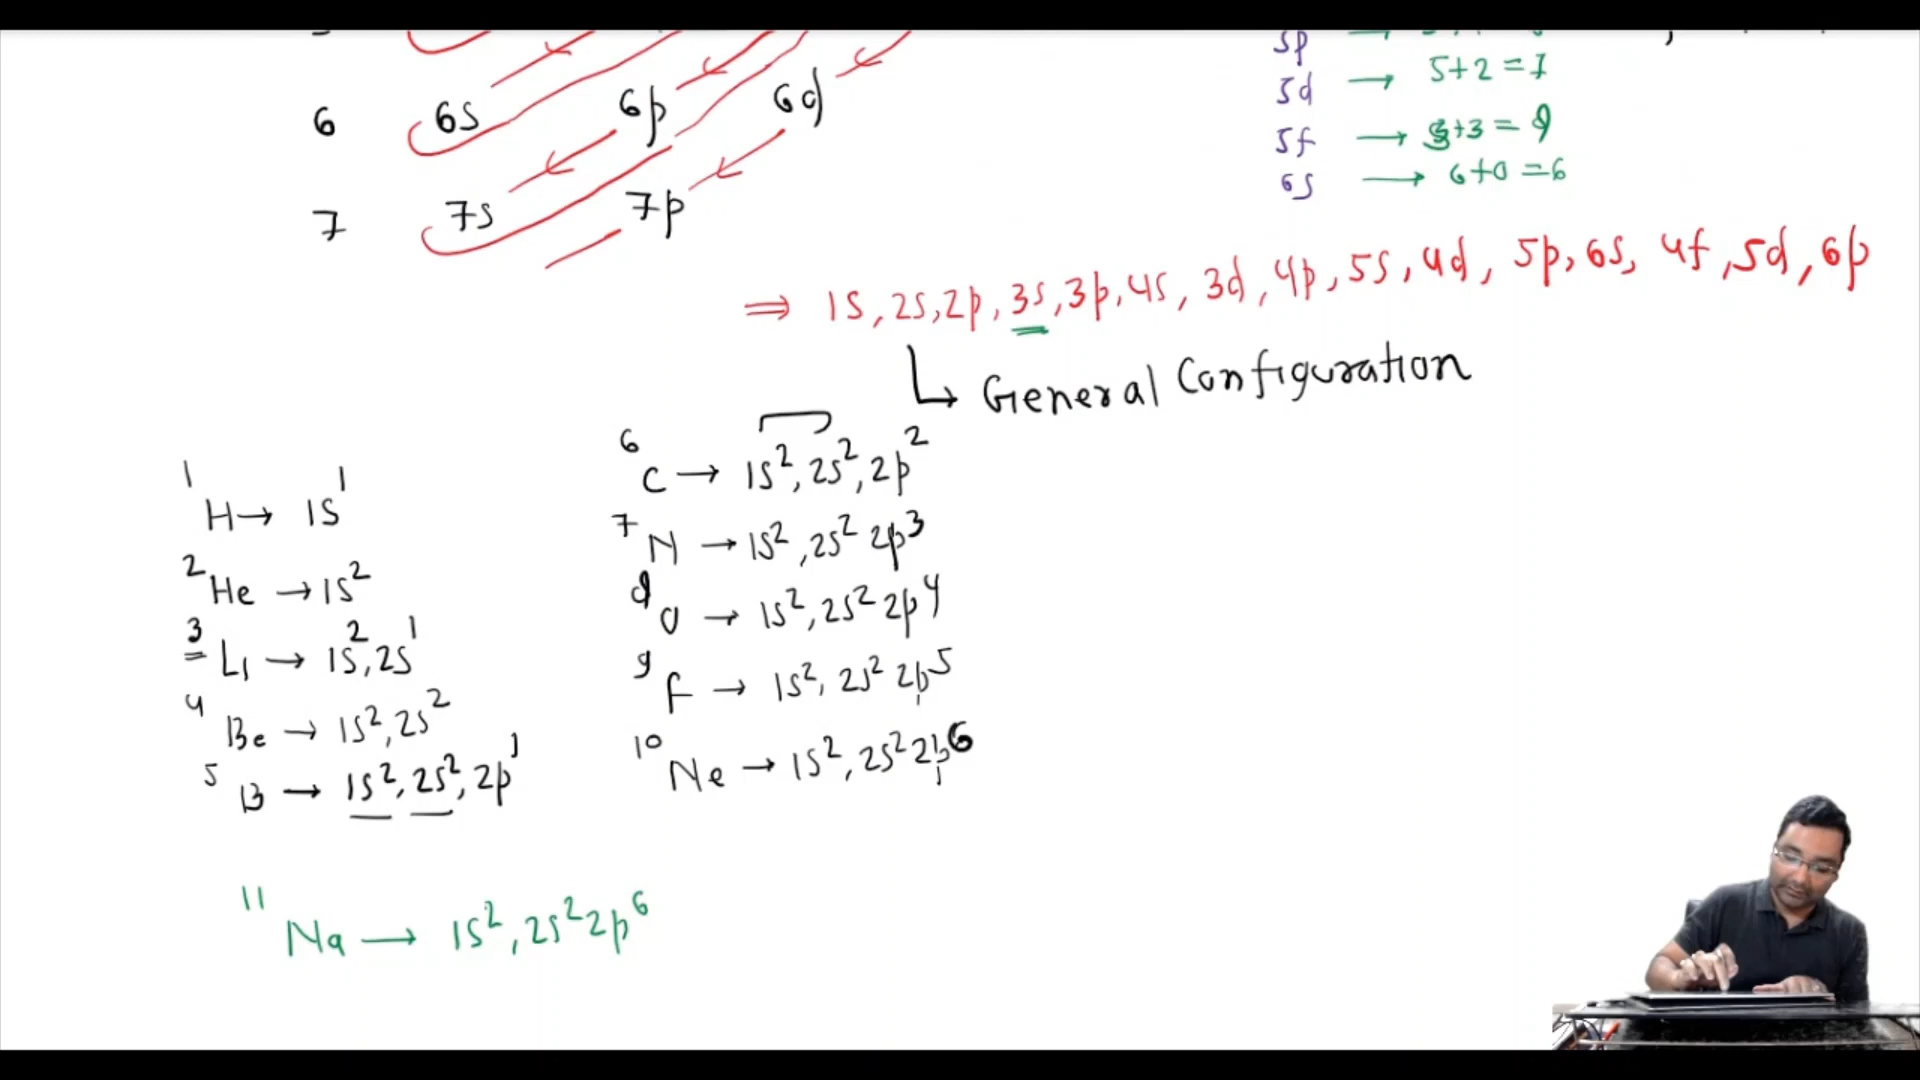 5p
5d → 5+2=7
6 6s 6p 6d
5f → 5+3=9
6s → 6+0=6
7 7s 7p
⇒ 1s, 2s, 2p, 3s, 3p, 4s, 3d, 4p, 5s, 4d, 5p, 6s, 4f, 5d, 6p
↳ General Configuration
1 H → 1s¹
2 He → 1s²
3 Li → 1s², 2s¹
4 Be → 1s², 2s²
5 B → 1s², 2s², 2p¹
6 C → 1s², 2s², 2p²
7 N → 1s², 2s² 2p³
8 O → 1s², 2s² 2p⁴
9 F → 1s², 2s² 2p⁵
10 Ne → 1s², 2s² 2p⁶
11 Na → 1s², 2s² 2p⁶